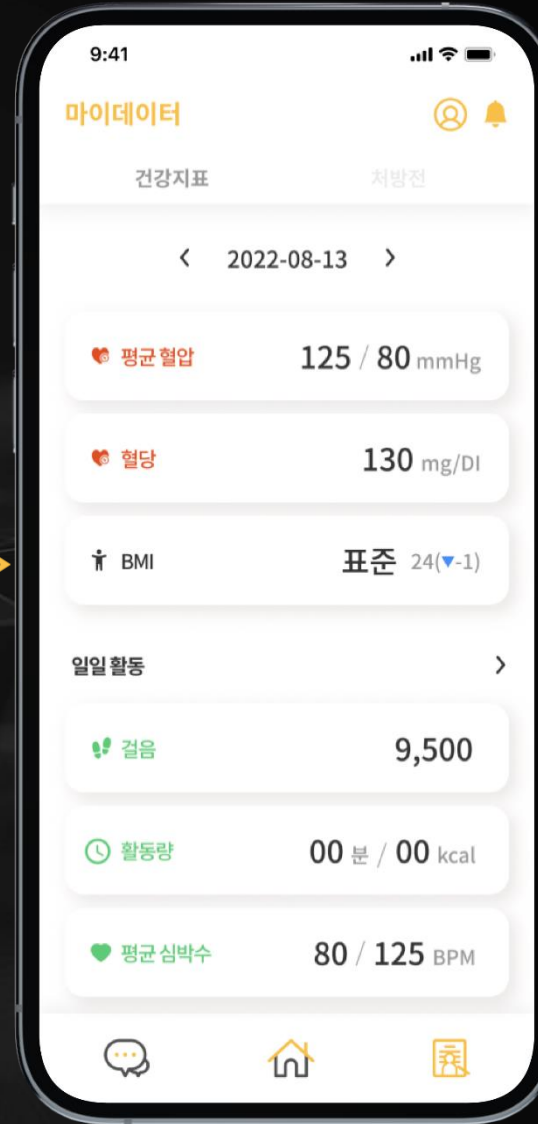 9:41
마이데이터
건강지표 처방전
< 2022-08-13 >
평균 혈압 125 / 80 mmHg
혈당 130 mg/Dl
BMI 표준 24(▼-1)
일일 활동 >
걸음 9,500
활동량 00 분 / 00 kcal
평균 심박수 80 / 125 BPM